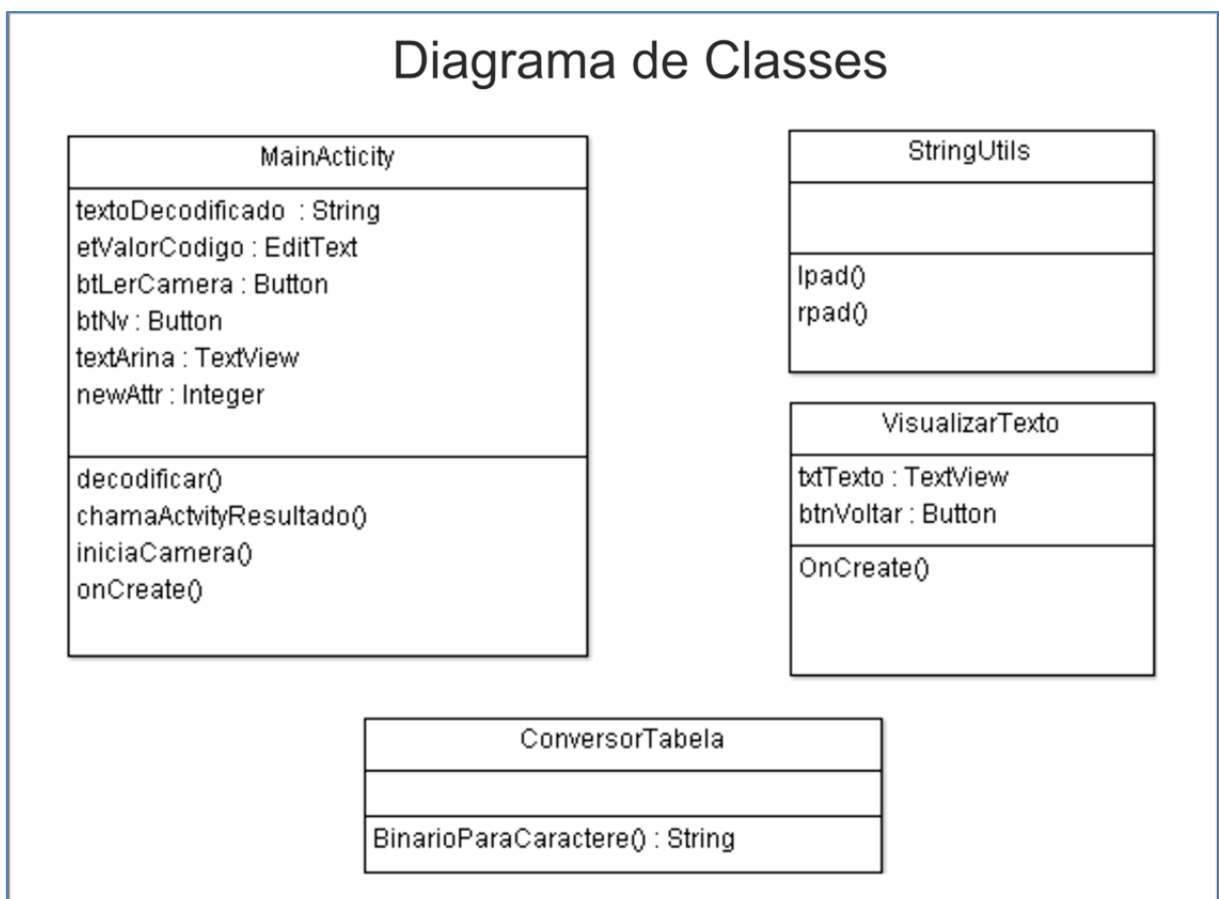 Diagrama de Classes
MainActicity
textoDecodificado : String
etValorCodigo : EditText
btLerCamera : Button
btNv : Button
textArina : TextView
newAttr : Integer
decodificar()
chamaActvityResultado()
iniciaCamera()
onCreate()
StringUtils
lpad()
rpad()
VisualizarTexto
txtTexto : TextView
btnVoltar : Button
OnCreate()
ConversorTabela
BinarioParaCaractere() : String